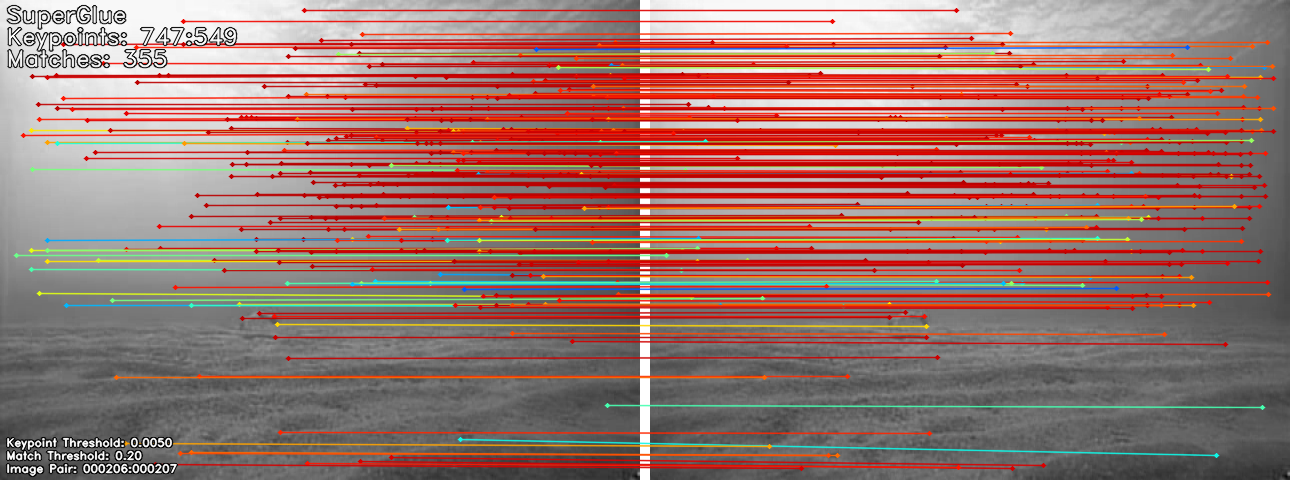 SuperGlue
Keypoints: 747:549
Matches: 355
Keypoint Threshold: 0.0050
Match Threshold: 0.20
Image Pair: 000206:000207